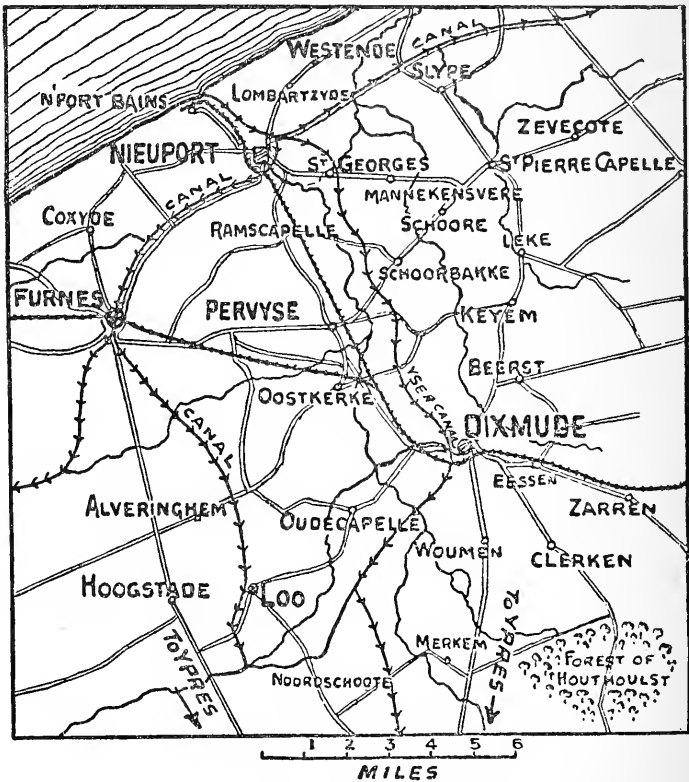 WESTENDE
CANAL
SLYPE
N'PORT BAINS
LOMBARTZYDE
ZEVECOTE
NIEUPORT
ST GEORGES
ST PIERRE CAPELLE
MANNEKENSVERE
CANAL
COXYDE
RAMSCAPELLE
SCHOORE
LEKE
SCHOORBAKKE
FURNES
PERVYSE
KEYEM
BEERST
YSER CANAL
OOSTKERKE
DIXMUDE
CANAL
EESSEN
ZARREN
ALVERINGHEM
OUDECAPELLE
WOUMEN
CLERKEN
HOOGSTADE
LOO
TO YPRES
TO YPRES
MERKEM
FOREST OF
HOUTHOULST
NOORDSCHOOTE
1 2 3 4 5 6
MILES